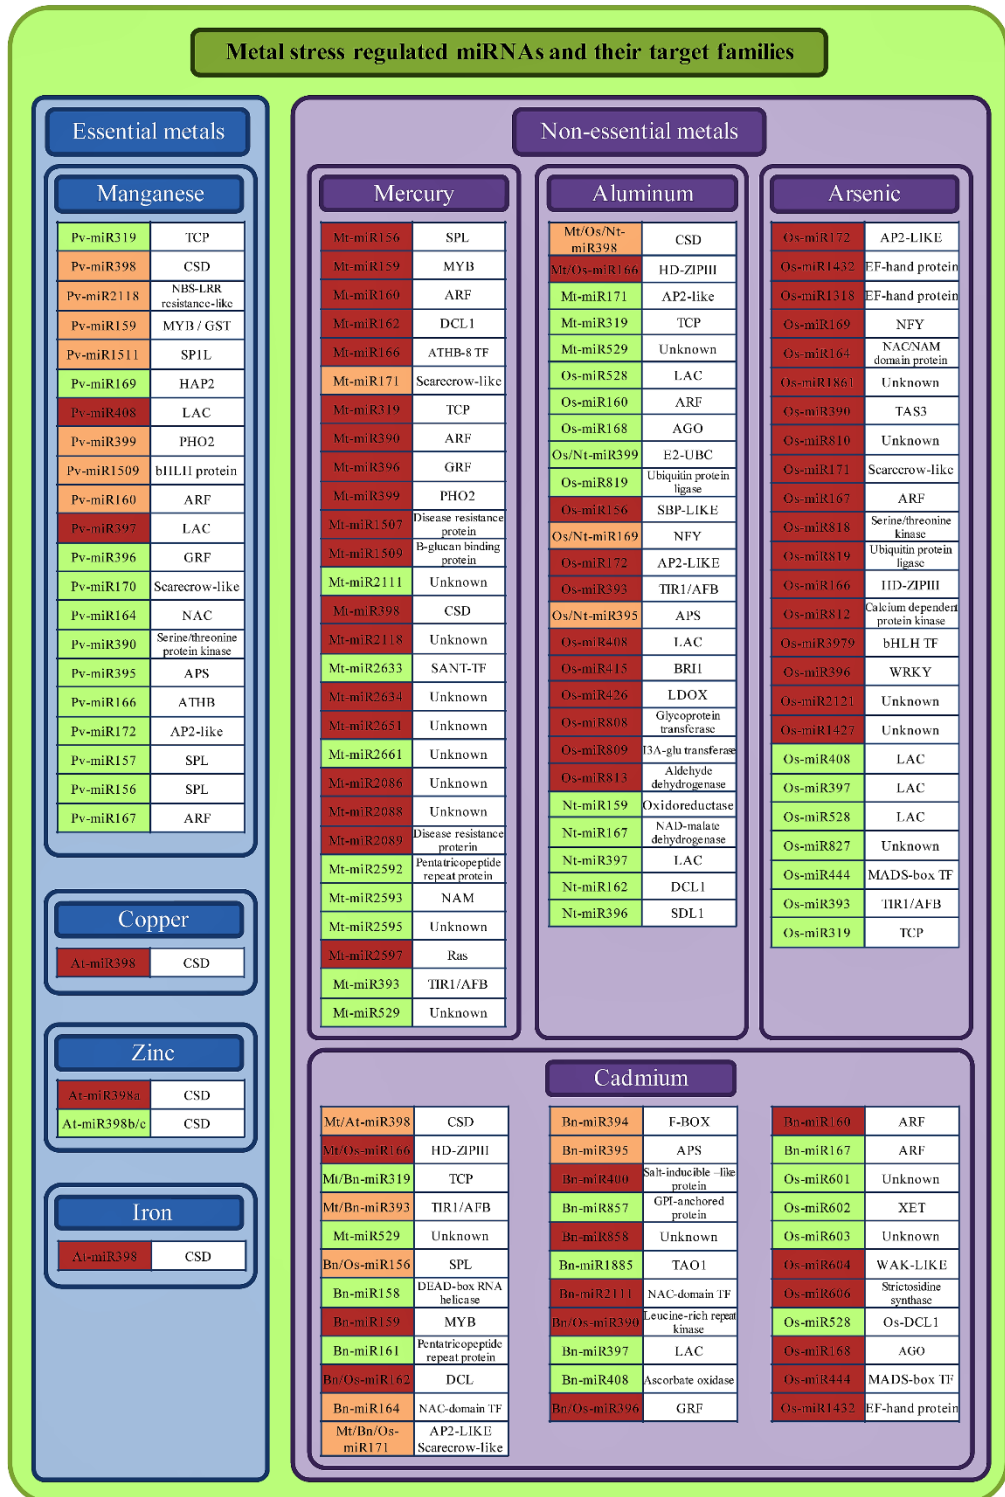 Metal stress regulated miRNAs and their target families
Essential metals
Manganese
Pv-miR319 TCP
Pv-miR398 CSD
Pv-miR2118 NBS-LRR
resistance-like
Pv-miR159 MYB / GST
Pv-miR1511 SP1L
Pv-miR169 HAP2
Pv-miR408 LAC
Pv-miR399 PHO2
Pv-miR1509 bHLH protein
Pv-miR160 ARF
Pv-miR397 LAC
Pv-miR396 GRF
Pv-miR170 Scarecrow-like
Pv-miR164 NAC
Pv-miR390 Serine/threonine
protein kinase
Pv-miR395 APS
Pv-miR166 ATHB
Pv-miR172 AP2-like
Pv-miR157 SPL
Pv-miR156 SPL
Pv-miR167 ARF
Copper
At-miR398 CSD
Zinc
At-miR398a CSD
At-miR398b/c CSD
Iron
At-miR398 CSD
Non-essential metals
Mercury
Mt-miR156 SPL
Mt-miR159 MYB
Mt-miR160 ARF
Mt-miR162 DCL1
Mt-miR166 ATHB-8 TF
Mt-miR171 Scarecrow-like
Mt-miR319 TCP
Mt-miR390 ARF
Mt-miR396 GRF
Mt-miR399 PHO2
Mt-miR1507 Disease resistance
protein
Mt-miR1509 B-glucan binding
protein
Mt-miR2111 Unknown
Mt-miR398 CSD
Mt-miR2118 Unknown
Mt-miR2633 SANT-TF
Mt-miR2634 Unknown
Mt-miR2651 Unknown
Mt-miR2661 Unknown
Mt-miR2086 Unknown
Mt-miR2088 Unknown
Mt-miR2089 Disease resistance
proterin
Mt-miR2592 Pentatricopeptide
repeat protein
Mt-miR2593 NAM
Mt-miR2595 Unknown
Mt-miR2597 Ras
Mt-miR393 TIR1/AFB
Mt-miR529 Unknown
Aluminum
Mt/Os/Nt-
miR398 CSD
Mt/Os-miR166 HD-ZIPIII
Mt-miR171 AP2-like
Mt-miR319 TCP
Mt-miR529 Unknown
Os-miR528 LAC
Os-miR160 ARF
Os-miR168 AGO
Os/Nt-miR399 E2-UBC
Os-miR819 Ubiquitin protein
ligase
Os-miR156 SBP-LIKE
Os/Nt-miR169 NFY
Os-miR172 AP2-LIKE
Os-miR393 TIR1/AFB
Os/Nt-miR395 APS
Os-miR408 LAC
Os-miR415 BRI1
Os-miR426 LDOX
Os-miR808 Glycoprotein
transferase
Os-miR809 I3A-glu transferase
Os-miR813 Aldehyde
dehydrogenase
Nt-miR159 Oxidoreductase
Nt-miR167 NAD-malate
dehydrogenase
Nt-miR397 LAC
Nt-miR162 DCL1
Nt-miR396 SDL1
Arsenic
Os-miR172 AP2-LIKE
Os-miR1432 EF-hand protein
Os-miR1318 EF-hand protein
Os-miR169 NFY
Os-miR164 NAC/NAM
domain protein
Os-miR1861 Unknown
Os-miR390 TAS3
Os-miR810 Unknown
Os-miR171 Scarecrow-like
Os-miR167 ARF
Os-miR818 Serine/threonine
kinase
Os-miR819 Ubiquitin protein
ligase
Os-miR166 HD-ZIPIII
Os-miR812 Calcium dependent
protein kinase
Os-miR3979 bHLH TF
Os-miR396 WRKY
Os-miR2121 Unknown
Os-miR1427 Unknown
Os-miR408 LAC
Os-miR397 LAC
Os-miR528 LAC
Os-miR827 Unknown
Os-miR444 MADS-box TF
Os-miR393 TIR1/AFB
Os-miR319 TCP
Cadmium
Mt/At-miR398 CSD
Mt/Os-miR166 HD-ZIPIII
Mt/Bn-miR319 TCP
Mt/Bn-miR393 TIR1/AFB
Mt-miR529 Unknown
Bn/Os-miR156 SPL
Bn-miR158 DEAD-box RNA
helicase
Bn-miR159 MYB
Bn-miR161 Pentatricopeptide
repeat protein
Bn/Os-miR162 DCL
Bn-miR164 NAC-domain TF
Mt/Bn/Os- AP2-LIKE
miR171 Scarecrow-like
Bn-miR394 F-BOX
Bn-miR395 APS
Bn-miR400 Salt-inducible –like
protein
Bn-miR857 GPI-anchored
protein
Bn-miR858 Unknown
Bn-miR1885 TAO1
Bn-miR2111 NAC-domain TF
Bn/Os-miR390 Leucine-rich repeat
kinase
Bn-miR397 LAC
Bn-miR408 Ascorbate oxidase
Bn/Os-miR396 GRF
Bn-miR160 ARF
Bn-miR167 ARF
Os-miR601 Unknown
Os-miR602 XET
Os-miR603 Unknown
Os-miR604 WAK-LIKE
Os-miR606 Strictosidine
synthase
Os-miR528 Os-DCL1
Os-miR168 AGO
Os-miR444 MADS-box TF
Os-miR1432 EF-hand protein